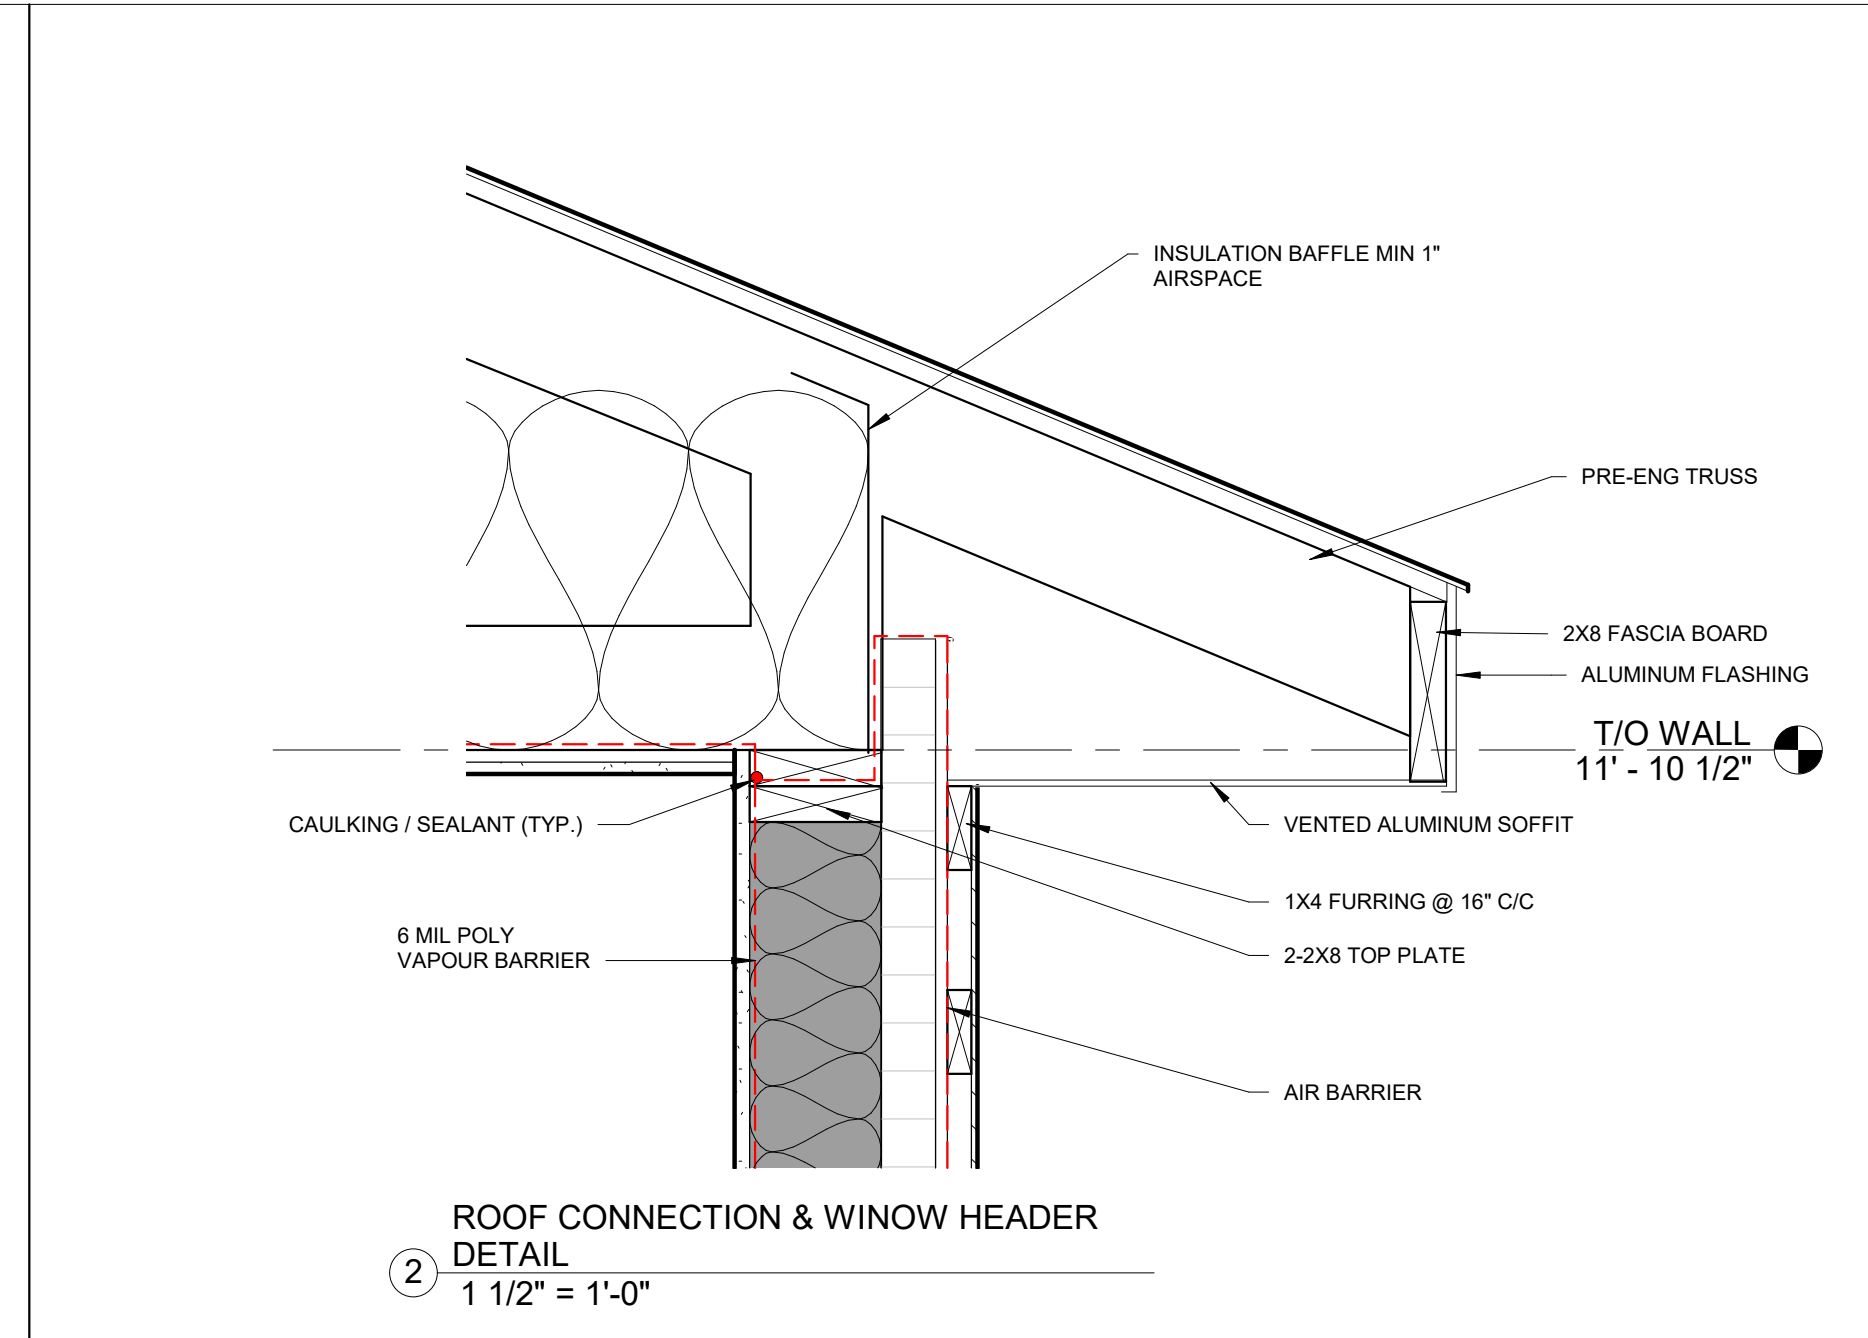 INSULATION BAFFLE MIN 1"
AIRSPACE
PRE-ENG TRUSS
2X8 FASCIA BOARD
ALUMINUM FLASHING
T/O WALL
11' - 10 1/2"
CAULKING / SEALANT (TYP.)
VENTED ALUMINUM SOFFIT
1X4 FURRING @ 16" C/C
6 MIL POLY
VAPOUR BARRIER
2-2X8 TOP PLATE
AIR BARRIER
ROOF CONNECTION & WINOW HEADER
DETAIL
2
1 1/2" = 1'-0"